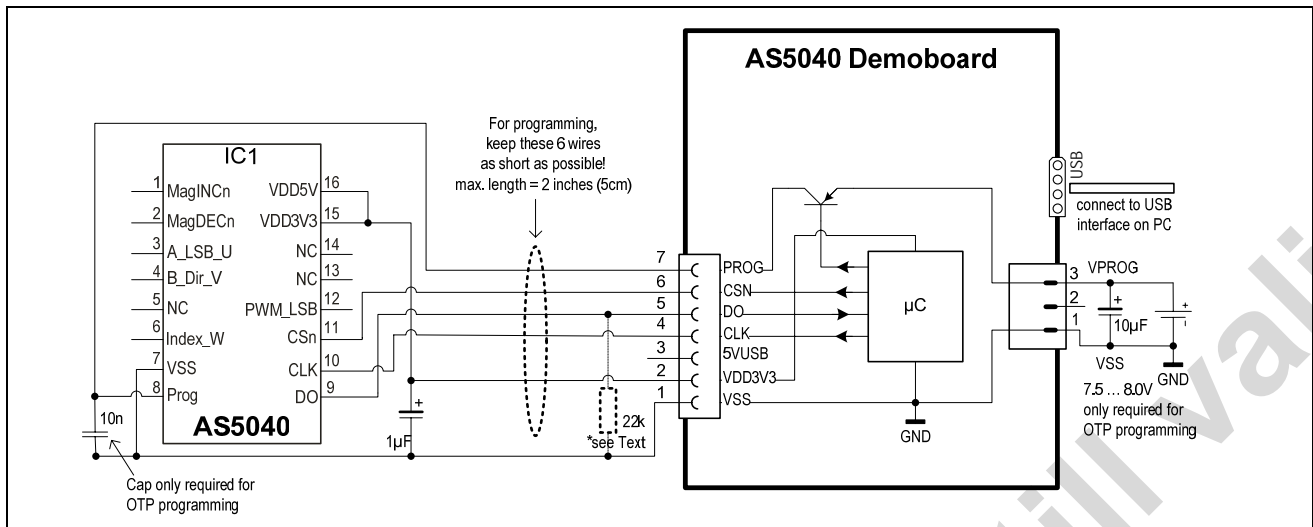 AS5040 Demoboard
For programming,
keep these 6 wires
as short as possible!
max. length = 2 inches (5cm)
IC1
1 MagINCn
2 MagDECn
3 A_LSB_U
4 B_Dir_V
5 NC
6 Index_W
7 VSS
8 Prog
VDD5V 16
VDD3V3 15
NC 14
NC 13
PWM_LSB 12
CSn 11
CLK 10
DO 9
AS5040
10n
Cap only required for
OTP programming
1µF
+
22k
*see Text
7 PROG
6 CSN
5 DO
4 CLK
3 5VUSB
2 VDD3V3
1 VSS
µC
GND
USB
connect to USB
interface on PC
3 VPROG
2
1
+
10µF
+
-
VSS
GND
7.5 ... 8.0V
only required for
OTP programming
till vali